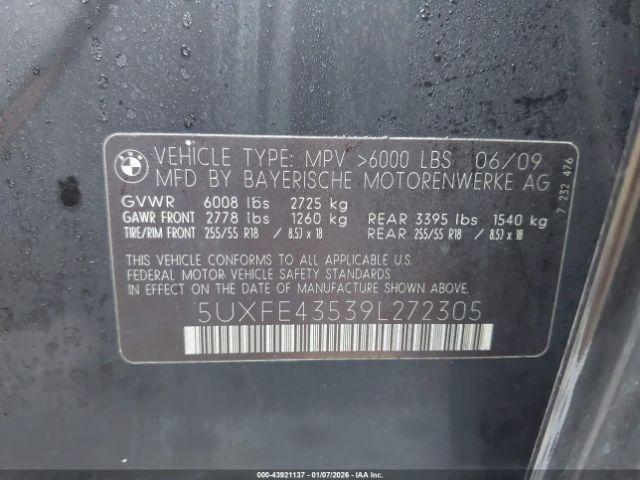 BMW
VEHICLE TYPE: MPV >6000 LBS 06/09
MFD BY BAYERISCHE MOTORENWERKE AG
GVWR 6008 lbs 2725 kg
GAWR FRONT 2778 lbs 1260 kg REAR 3395 lbs 1540 kg
TIRE/RIM FRONT 255/55 R18 / 8.5J x 18 REAR 255/55 R18 / 8.5J x 18
THIS VEHICLE CONFORMS TO ALL APPLICABLE U.S.
FEDERAL MOTOR VEHICLE SAFETY STANDARDS
IN EFFECT ON THE DATE OF MANUFACTURE SHOWN ABOVE
5UXFE43539L272305
7 232 476
000-43921137 - 01/07/2026 - IAAI.com